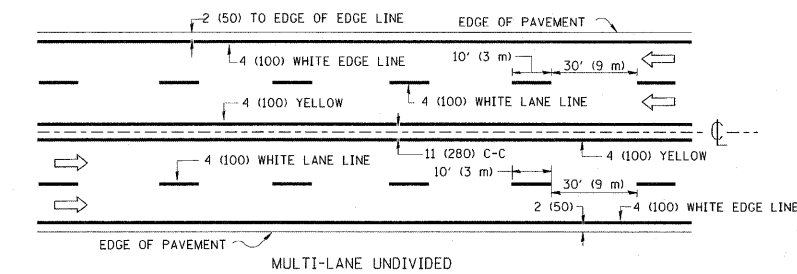 2 (50) TO EDGE OF EDGE LINE
EDGE OF PAVEMENT
4 (100) WHITE EDGE LINE
10' (3 m)
30' (9 m)
4 (100) YELLOW
4 (100) WHITE LANE LINE
℄
4 (100) WHITE LANE LINE
11 (280) C-C
4 (100) YELLOW
10' (3 m)
30' (9 m)
2 (50)
4 (100) WHITE EDGE LINE
EDGE OF PAVEMENT
MULTI-LANE UNDIVIDED